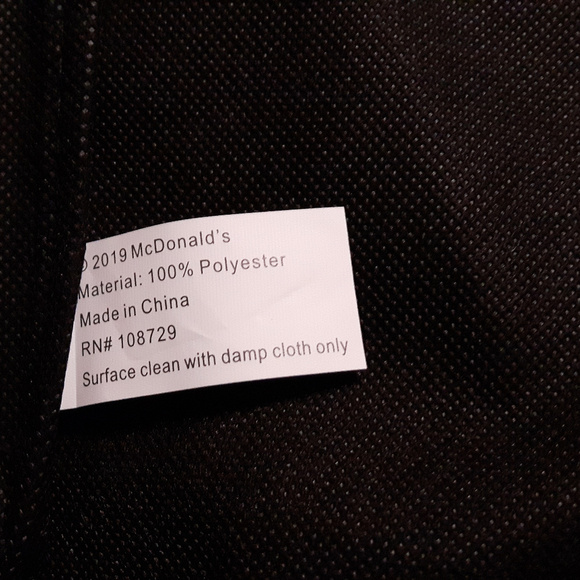 © 2019 McDonald's
Material: 100% Polyester
Made in China
RN# 108729
Surface clean with damp cloth only